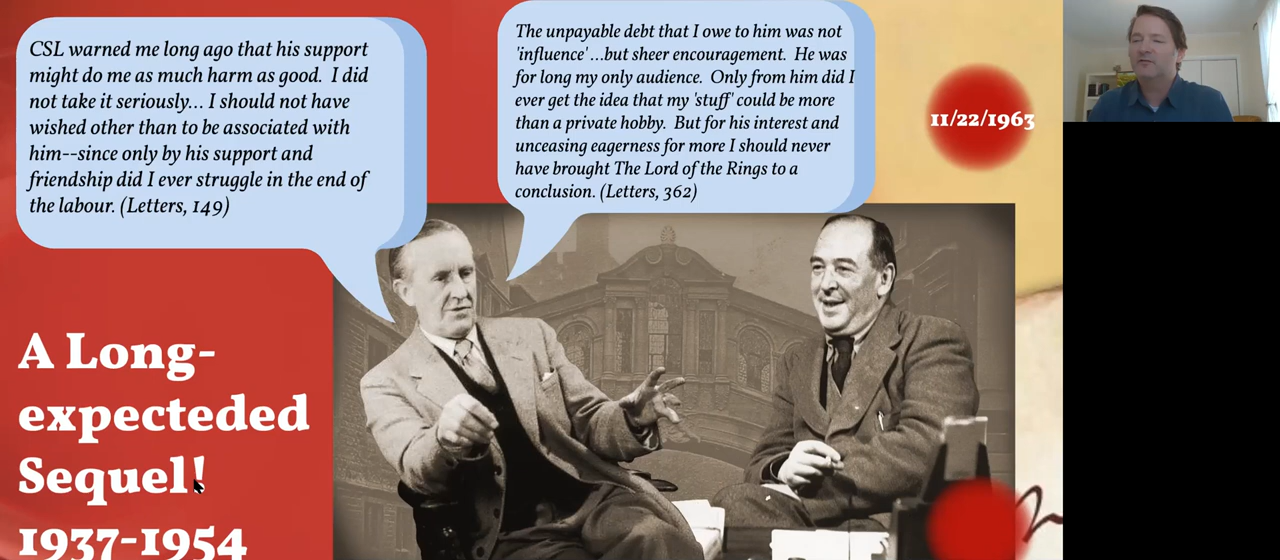 CSL warned me long ago that his support
might do me as much harm as good. I did
not take it seriously... I should not have
wished other than to be associated with
him--since only by his support and
friendship did I ever struggle in the end of
the labour. (Letters, 149)
The unpayable debt that I owe to him was not
'influence' ...but sheer encouragement. He was
for long my only audience. Only from him did I
ever get the idea that my 'stuff' could be more
than a private hobby. But for his interest and
unceasing eagerness for more I should never
have brought The Lord of the Rings to a
conclusion. (Letters, 362)
11/22/1963
A Long-
expecteded
Sequel!
1937-1954